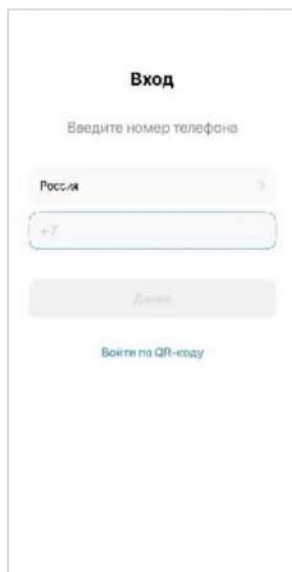 Вход
Введите номер телефона
Россия
+7
Далее
Войти по QR-коду